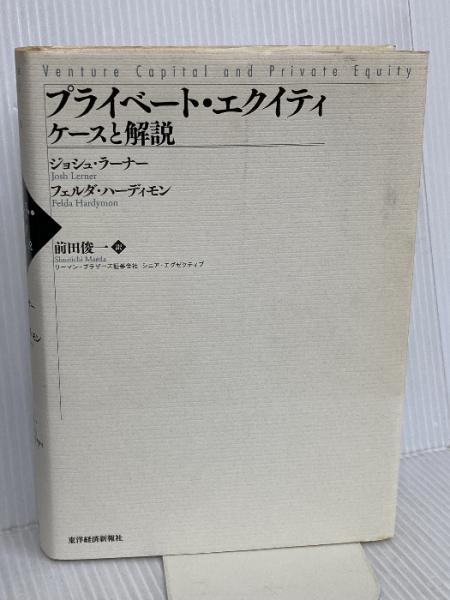 Venture Capital and Private Equity
プライベート・エクイティ
ケースと解説
ジョシュ・ラーナー
Josh Lerner
フェルダ・ハーディモン
Felda Hardymon
前田俊一 訳
Shunichi Maeda
リーマン・ブラザーズ証券会社 シニア・エグゼクティブ
東洋経済新報社